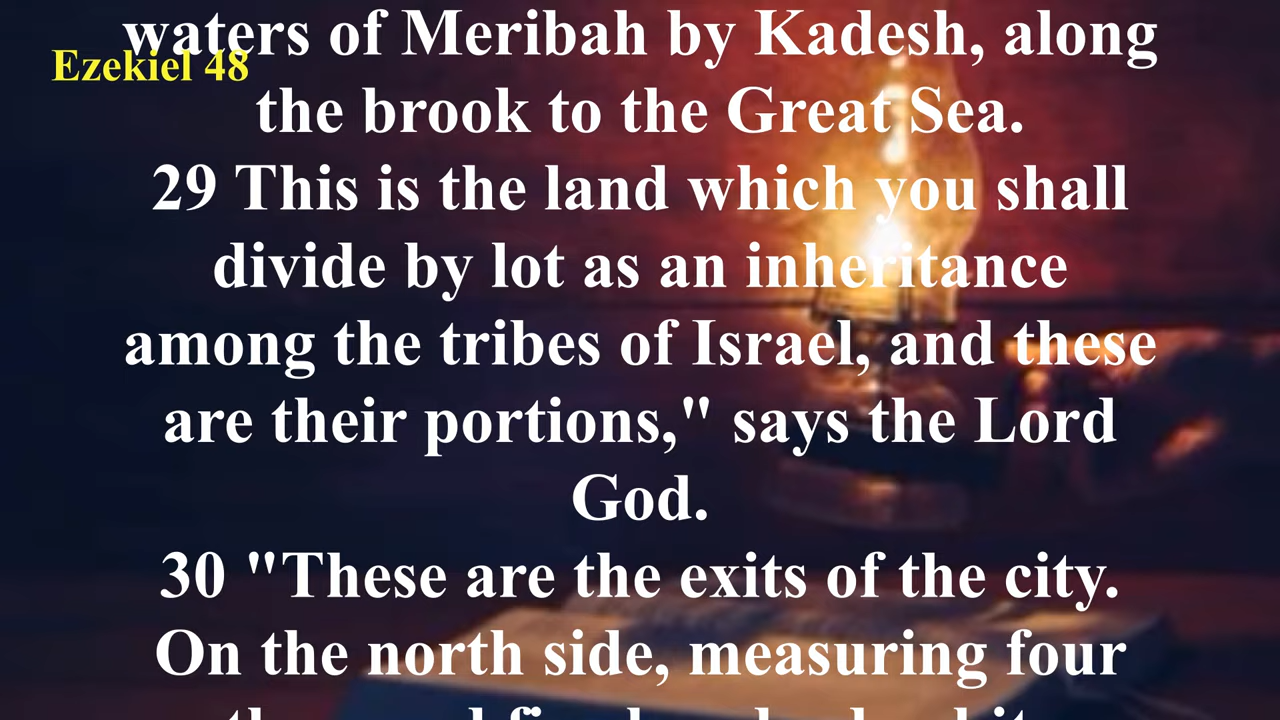 waters of Meribah by Kadesh, along
Ezekiel 48
the brook to the Great Sea.
29 This is the land which you shall
divide by lot as an inheritance
among the tribes of Israel, and these
are their portions," says the Lord
God.
30 "These are the exits of the city.
On the north side, measuring four